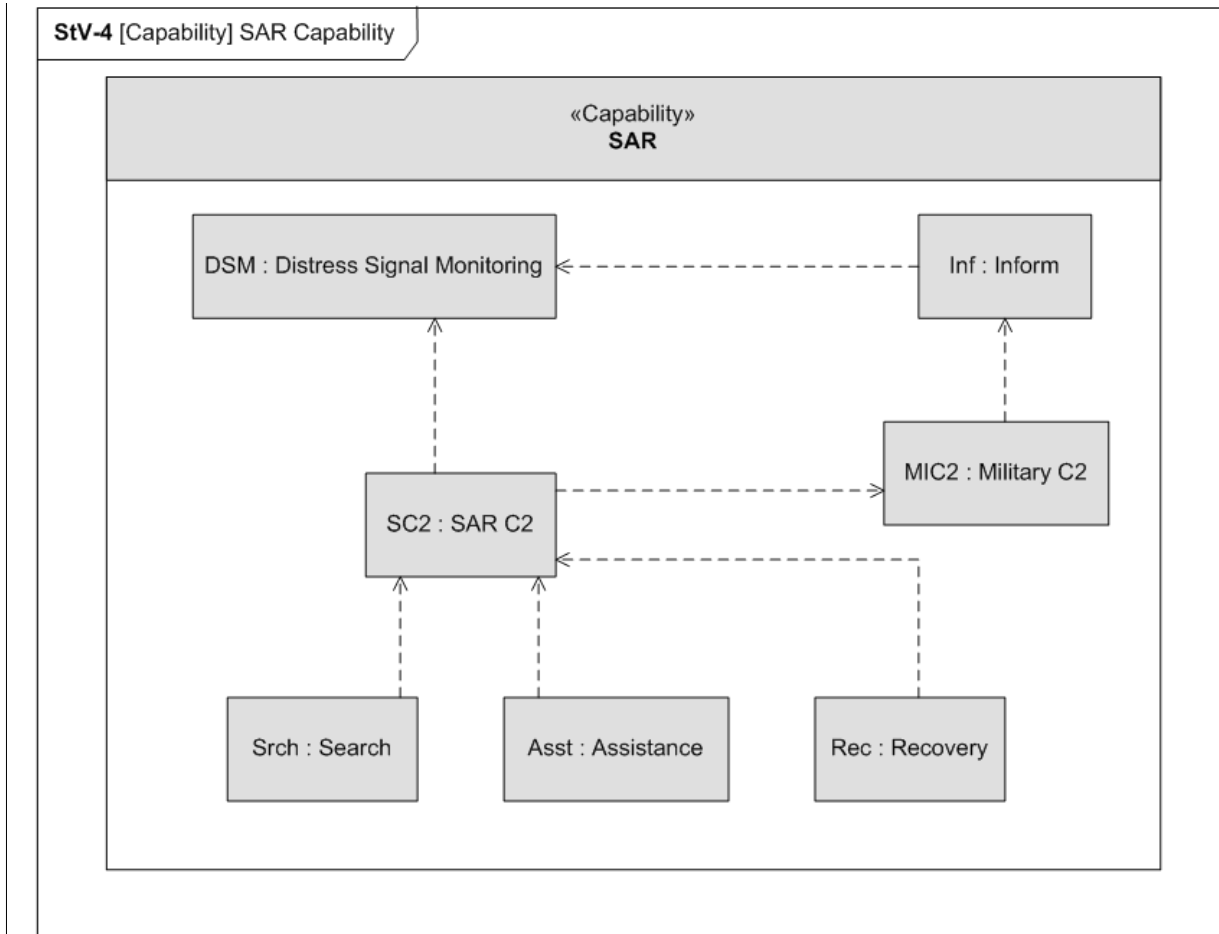 StV-4 [Capability] SAR Capability
«Capability»
SAR
DSM : Distress Signal Monitoring
Inf : Inform
MIC2 : Military C2
SC2 : SAR C2
Srch : Search
Asst : Assistance
Rec : Recovery